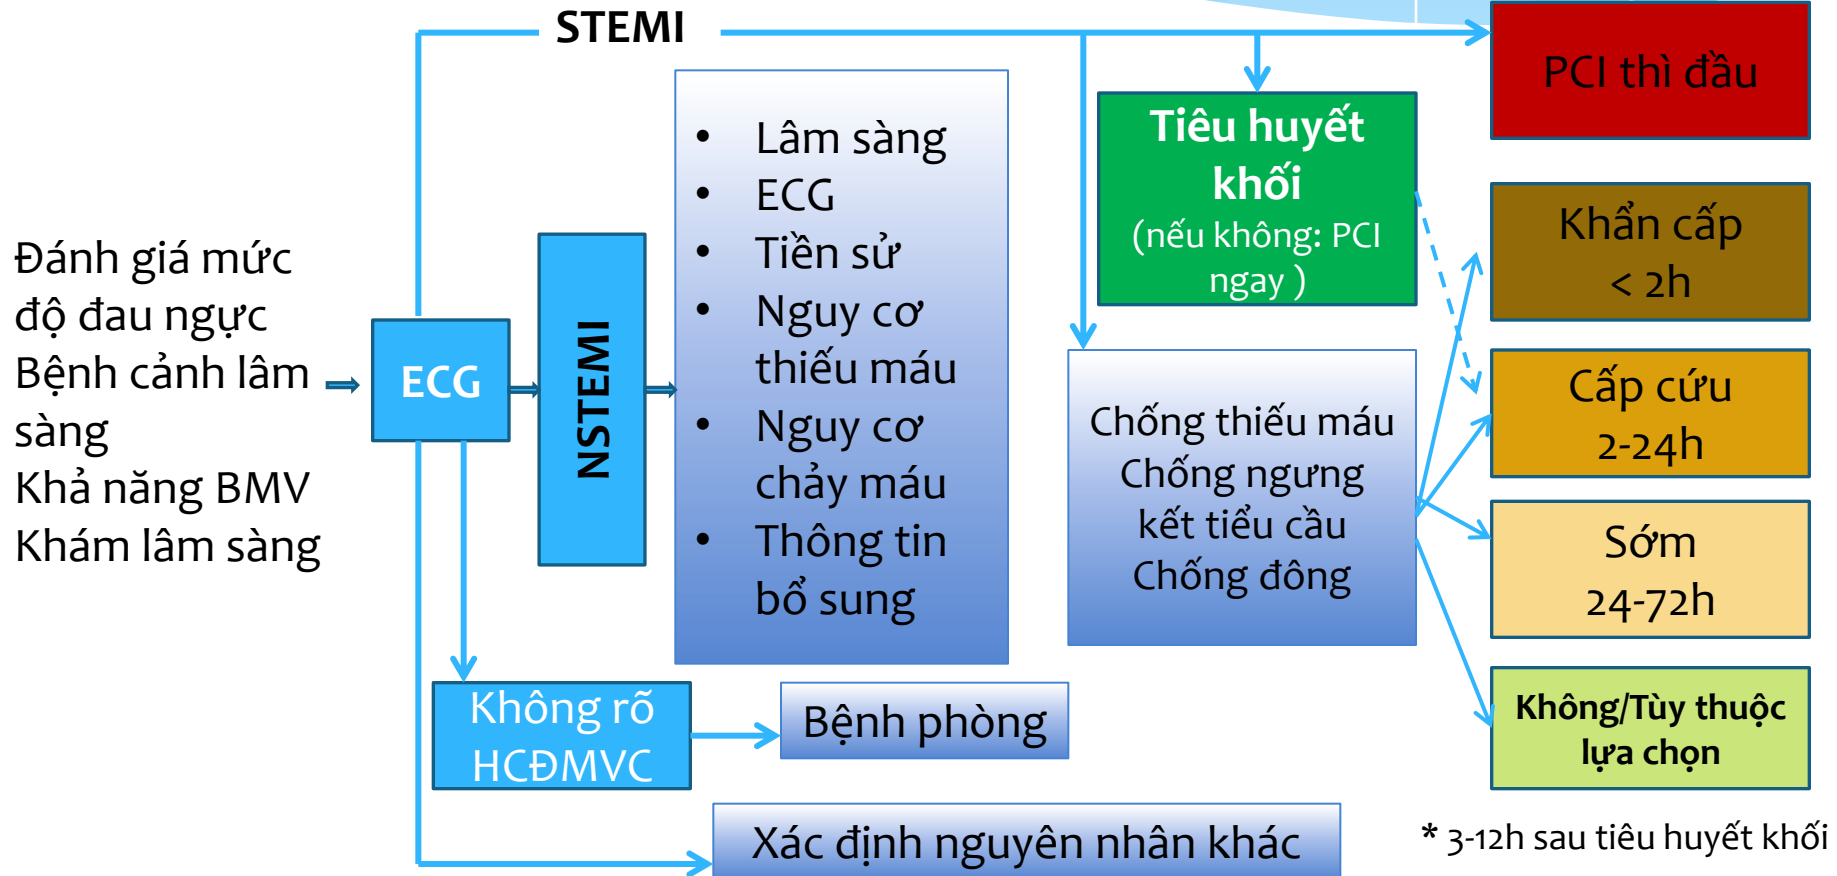 STEMI
Đánh giá mức
độ đau ngực
Bệnh cảnh lâm
sàng
Khả năng BMV
Khám lâm sàng
ECG
NSTEMI
• Lâm sàng
• ECG
• Tiền sử
• Nguy cơ
thiếu máu
• Nguy cơ
chảy máu
• Thông tin
bổ sung
Tiêu huyết
khối
(nếu không: PCI
ngay )
Chống thiếu máu
Chống ngưng
kết tiểu cầu
Chống đông
PCI thì đầu
Khẩn cấp
< 2h
Cấp cứu
2-24h
Sớm
24-72h
Không/Tùy thuộc
lựa chọn
Không rõ
HCĐMVC
Bệnh phòng
Xác định nguyên nhân khác
* 3-12h sau tiêu huyết khối